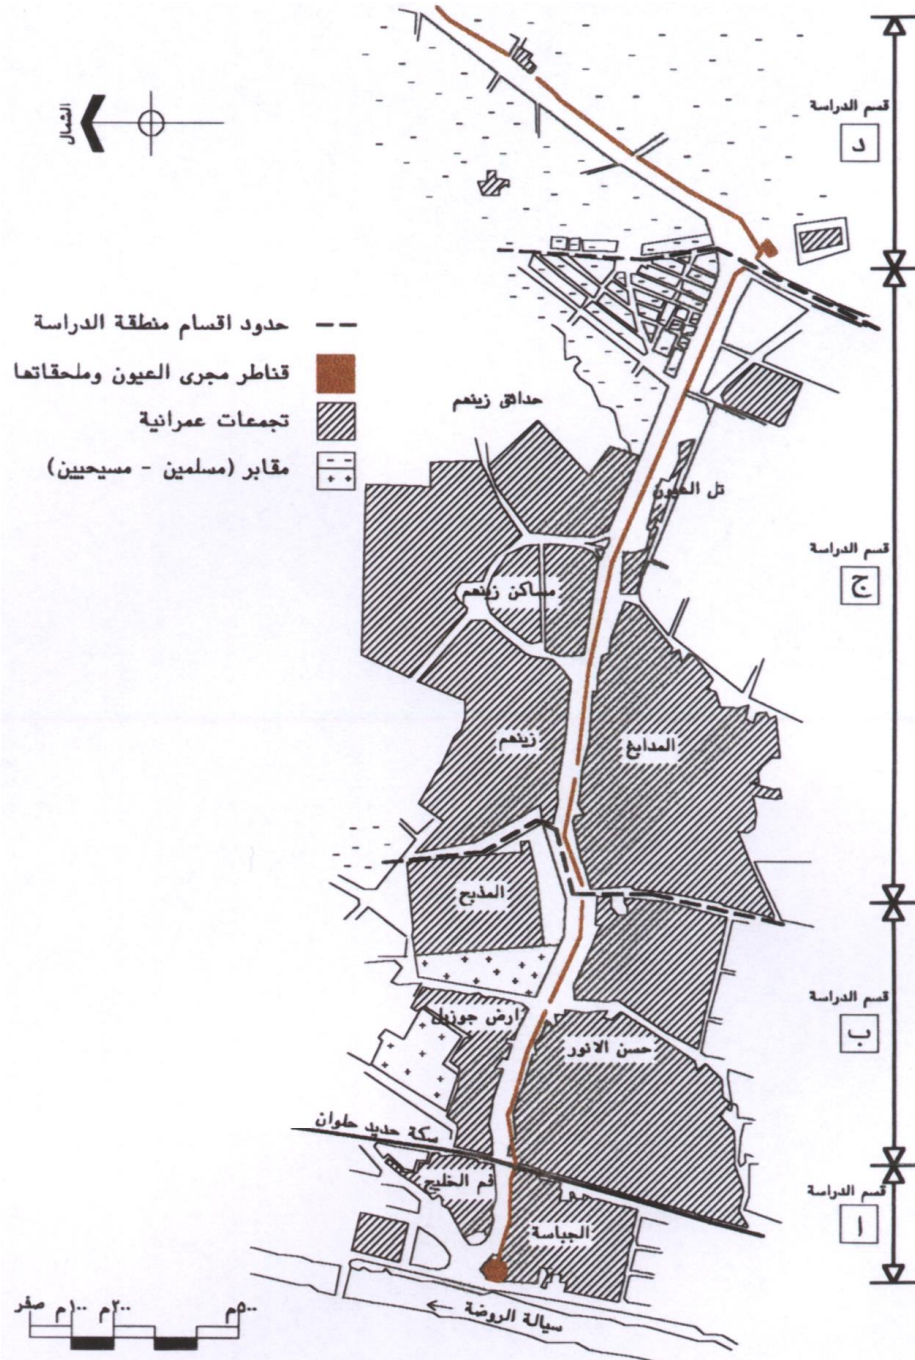 قسم الدراسة
د
الشمال
حدود اقسام منطقة الدراسة
قناطر مجرى العيون وملحقاتها
تجمعات عمرانية
مقابر (مسلمين - مسيحيين)
حدائق زينهم
تل العيون
قسم الدراسة
ج
مساكن زينهم
زينهم
المدابغ
المذبح
قسم الدراسة
ب
ارض جوزيل
حسن الانور
سكة حديد حلوان
فم الخليج
قسم الدراسة
ا
الجباسة
سيالة الروضة
صفر ١٠٠م ٢٠٠م ٥٠٠م